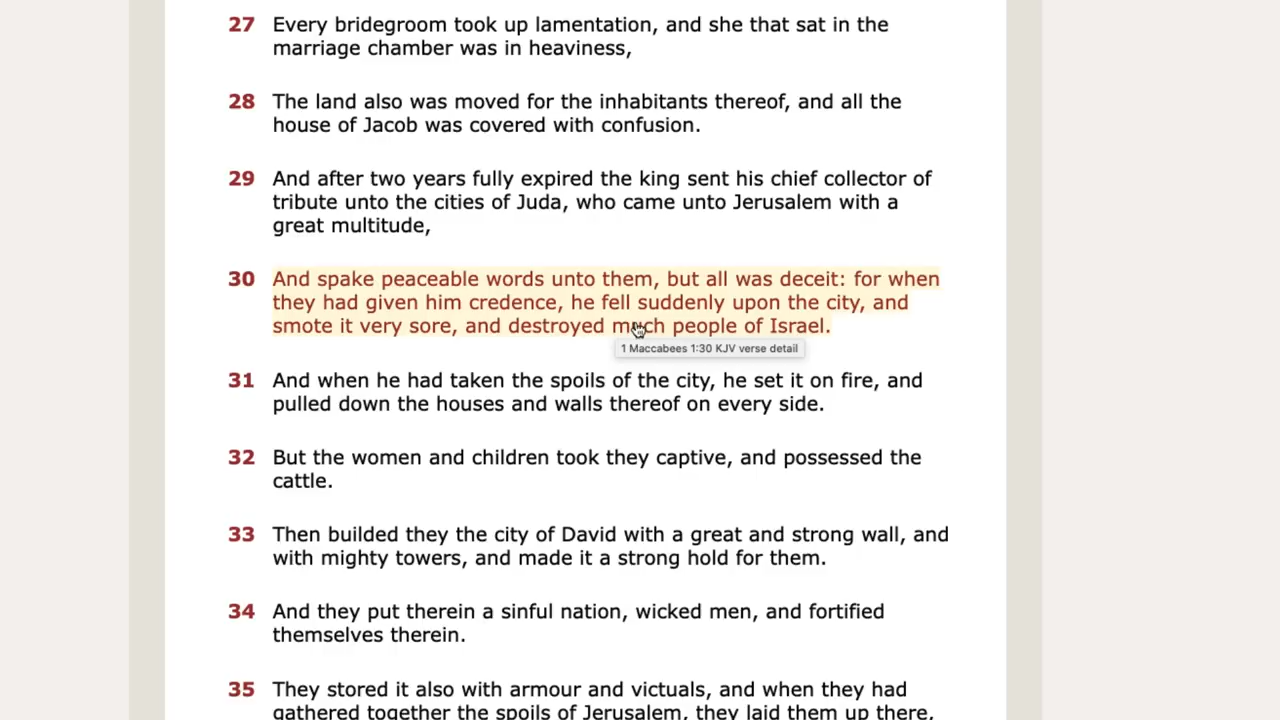 27 Every bridegroom took up lamentation, and she that sat in the
marriage chamber was in heaviness,
28 The land also was moved for the inhabitants thereof, and all the
house of Jacob was covered with confusion.
29 And after two years fully expired the king sent his chief collector of
tribute unto the cities of Juda, who came unto Jerusalem with a
great multitude,
30 And spake peaceable words unto them, but all was deceit: for when
they had given him credence, he fell suddenly upon the city, and
smote it very sore, and destroyed much people of Israel.
1 Maccabees 1:30 KJV verse detail
31 And when he had taken the spoils of the city, he set it on fire, and
pulled down the houses and walls thereof on every side.
32 But the women and children took they captive, and possessed the
cattle.
33 Then builded they the city of David with a great and strong wall, and
with mighty towers, and made it a strong hold for them.
34 And they put therein a sinful nation, wicked men, and fortified
themselves therein.
35 They stored it also with armour and victuals, and when they had
gathered together the spoils of Jerusalem, they laid them up there,